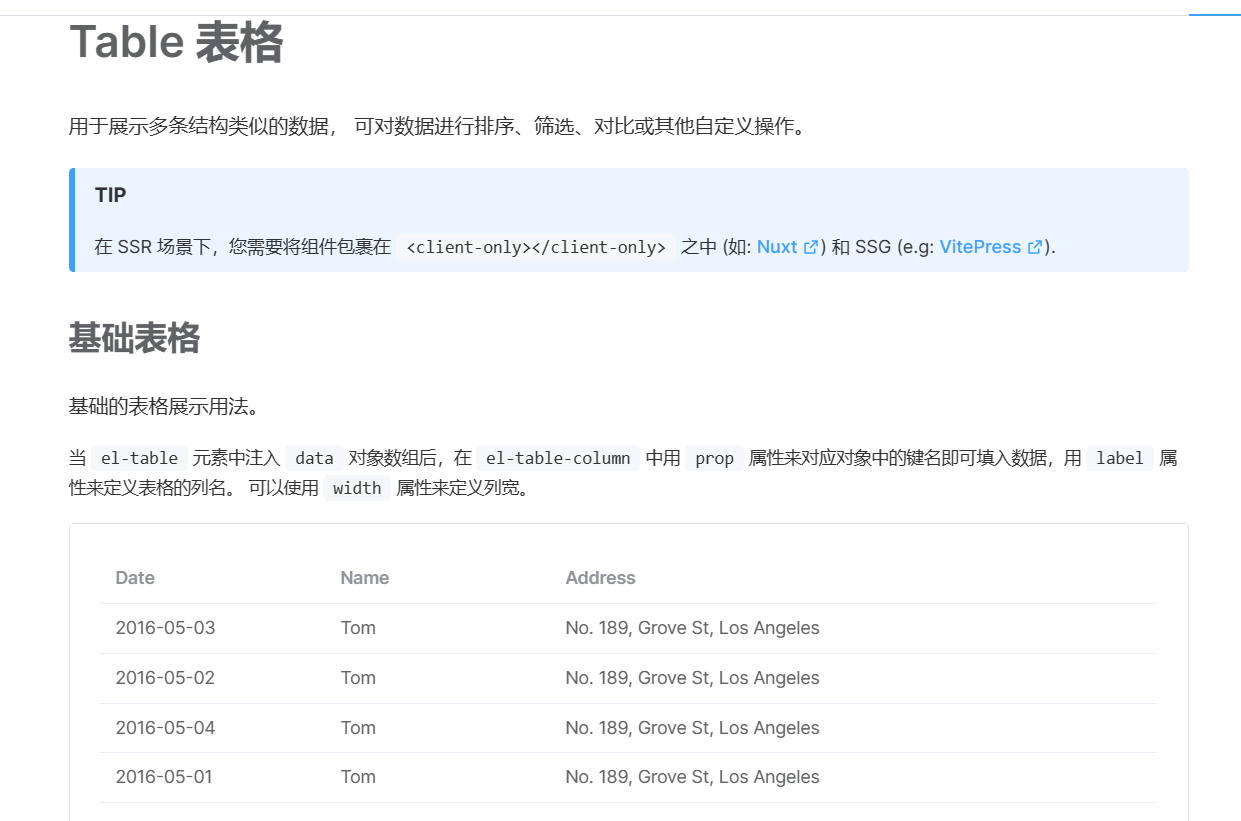 Table 表格
用于展示多条结构类似的数据， 可对数据进行排序、筛选、对比或其他自定义操作。
TIP
在 SSR 场景下，您需要将组件包裹在 <client-only></client-only> 之中 (如: Nuxt) 和 SSG (e.g: VitePress).
基础表格
基础的表格展示用法。
当 el-table 元素中注入 data 对象数组后，在 el-table-column 中用 prop 属性来对应对象中的键名即可填入数据，用 label 属
性来定义表格的列名。 可以使用 width 属性来定义列宽。
Date Name Address
2016-05-03 Tom No. 189, Grove St, Los Angeles
2016-05-02 Tom No. 189, Grove St, Los Angeles
2016-05-04 Tom No. 189, Grove St, Los Angeles
2016-05-01 Tom No. 189, Grove St, Los Angeles